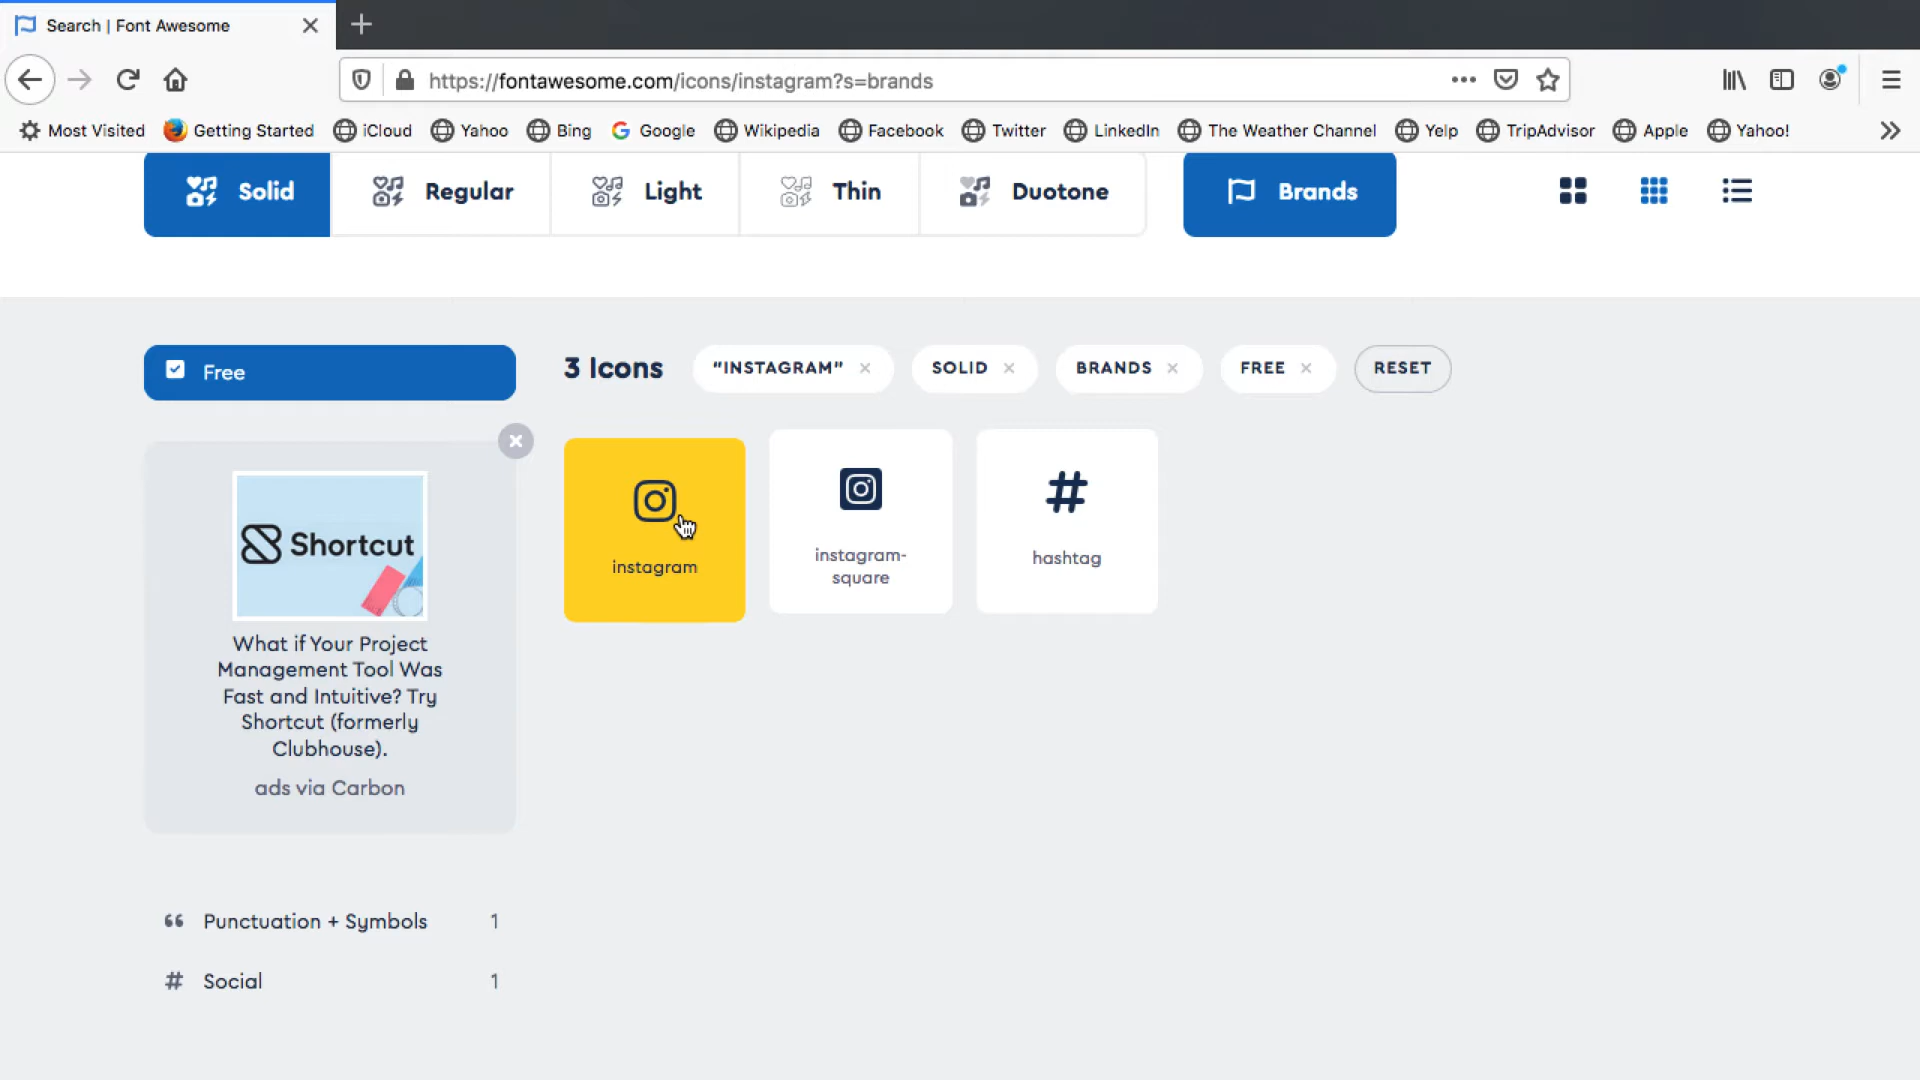 Search | Font Awesome
https://fontawesome.com/icons/instagram?s=brands
Most Visited Getting Started iCloud Yahoo Bing Google Wikipedia Facebook Twitter LinkedIn The Weather Channel Yelp TripAdvisor Apple Yahoo!
Solid Regular Light Thin Duotone Brands
Free
3 Icons "INSTAGRAM" SOLID BRANDS FREE RESET
instagram
instagram-
square
hashtag
Shortcut
What if Your Project
Management Tool Was
Fast and Intuitive? Try
Shortcut (formerly
Clubhouse).
ads via Carbon
Punctuation + Symbols 1
Social 1